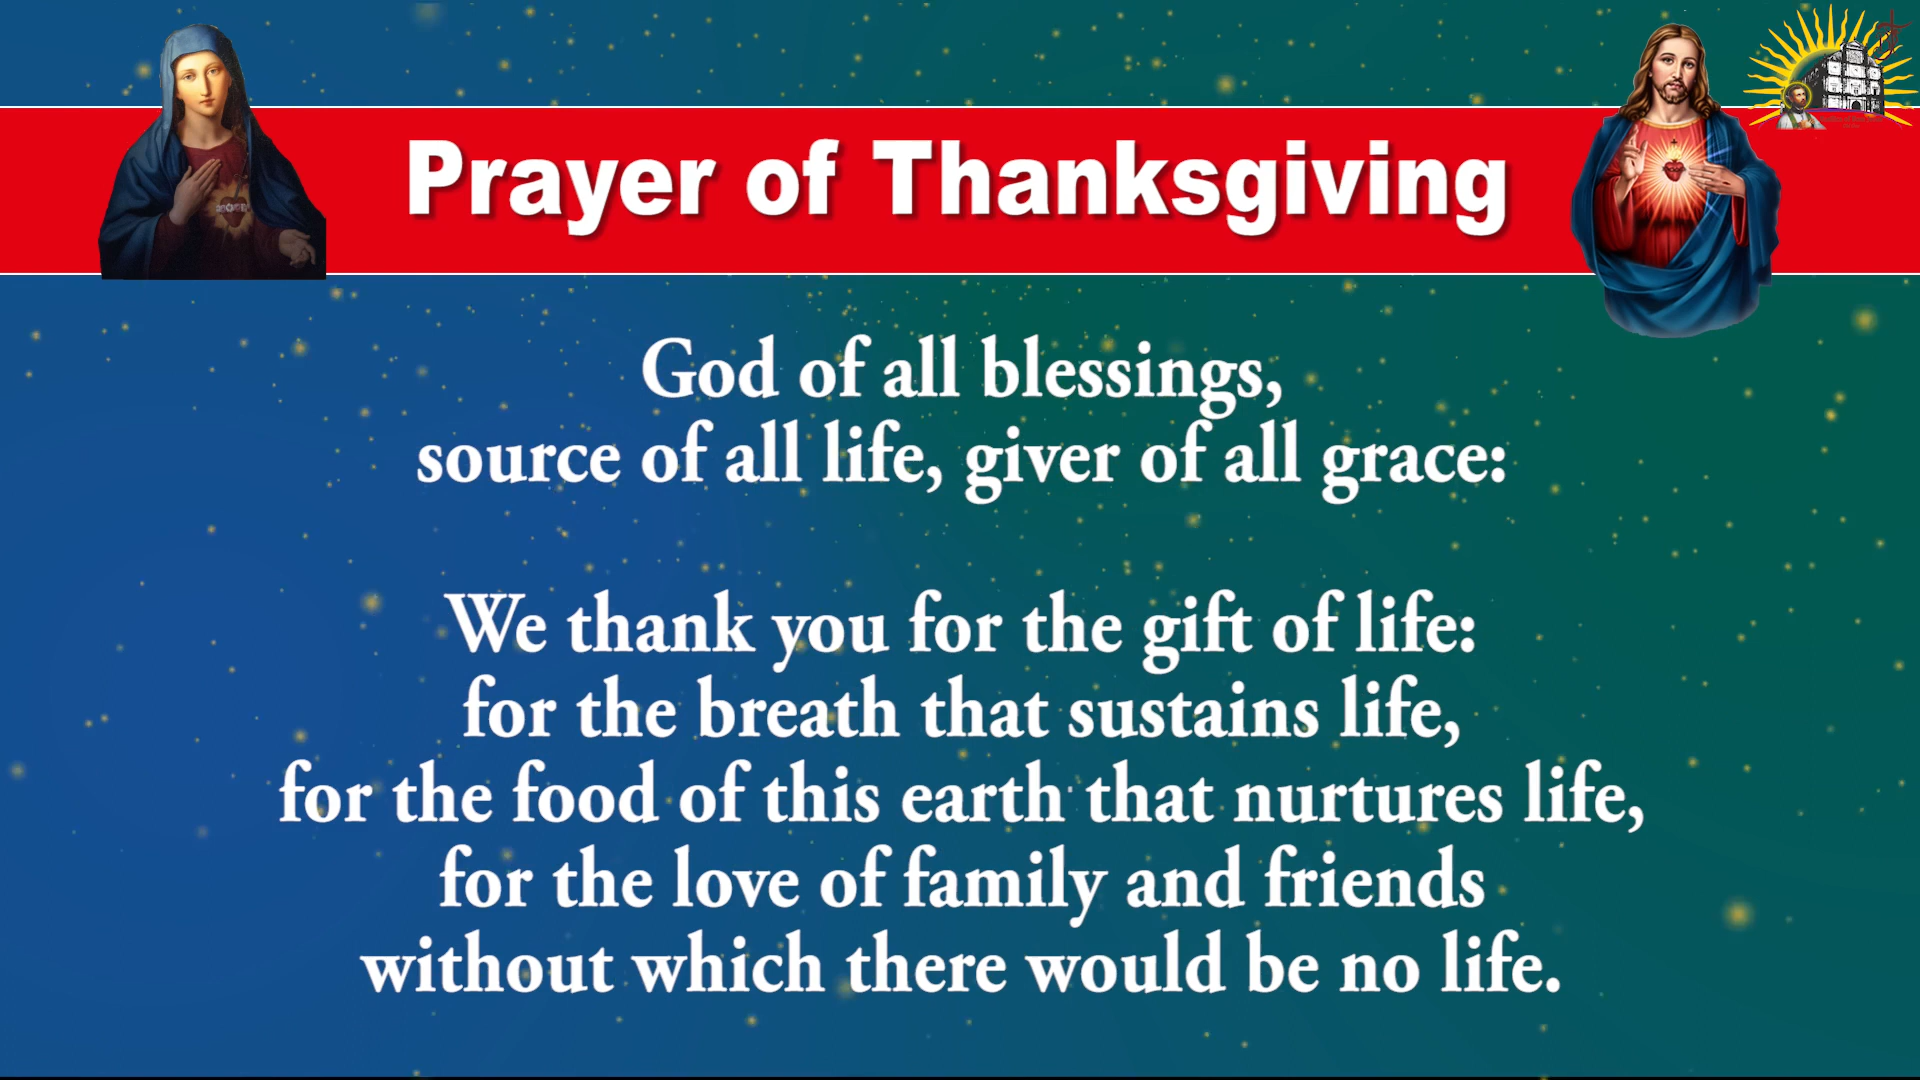 Prayer of Thanksgiving
God of all blessings,
source of all life, giver of all grace:
We thank you for the gift of life:
for the breath that sustains life,
for the food of this earth that nurtures life,
for the love of family and friends
without which there would be no life.